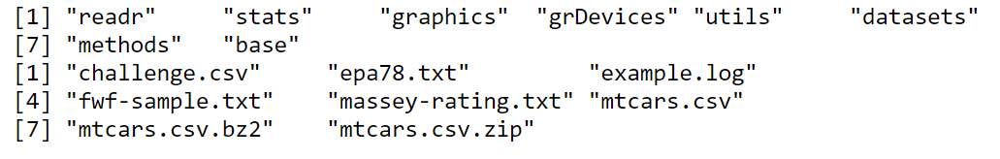 [1] "readr" "stats" "graphics" "grDevices" "utils" "datasets"
[7] "methods" "base"
[1] "challenge.csv" "epa78.txt" "example.log"
[4] "fwf-sample.txt" "massey-rating.txt" "mtcars.csv"
[7] "mtcars.csv.bz2" "mtcars.csv.zip"